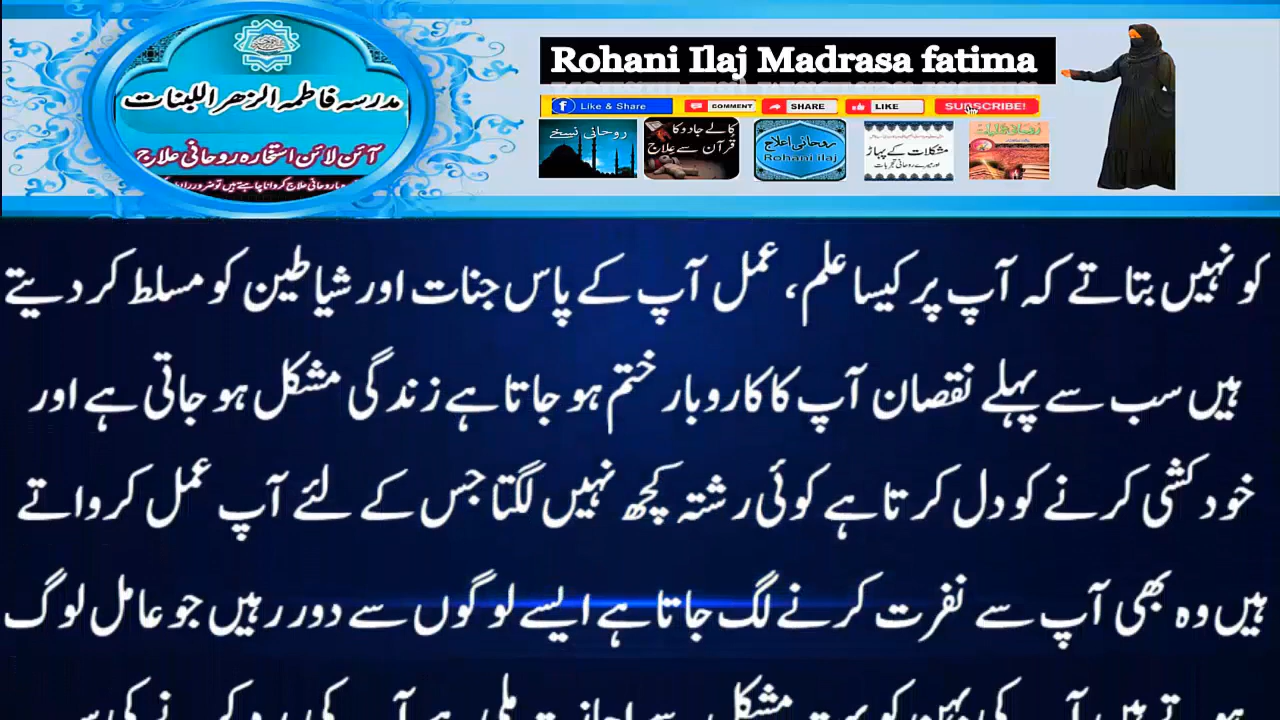 مدرسہ فاطمہ الزھرا للبنات
آئن لائن استخارہ روحانی علاج
Rohani Ilaj Madrasa fatima
Like & Share
COMMENT
SHARE
LIKE
SUBSCRIBE!
روحانی نسخے
کالے جادو کا
قرآن سے علاج
روحانی علاج
Rohani ilaj
مشکلات کے پہاڑ
کو نہیں بتاتے کہ آپ پر کیسا علم، عمل آپ کے پاس جنات اور شیاطین کو مسلط کر دیتے
ہیں سب سے پہلے نقصان آپ کا کاروبار ختم ہو جاتا ہے زندگی مشکل ہو جاتی ہے اور
خودکشی کرنے کو دل کرتا ہے کوئی رشتہ کچھ نہیں لگتا جس کے لئے آپ عمل کرواتے
ہیں وہ بھی آپ سے نفرت کرنے لگ جاتا ہے ایسے لوگوں سے دور رہیں جو عامل لوگ